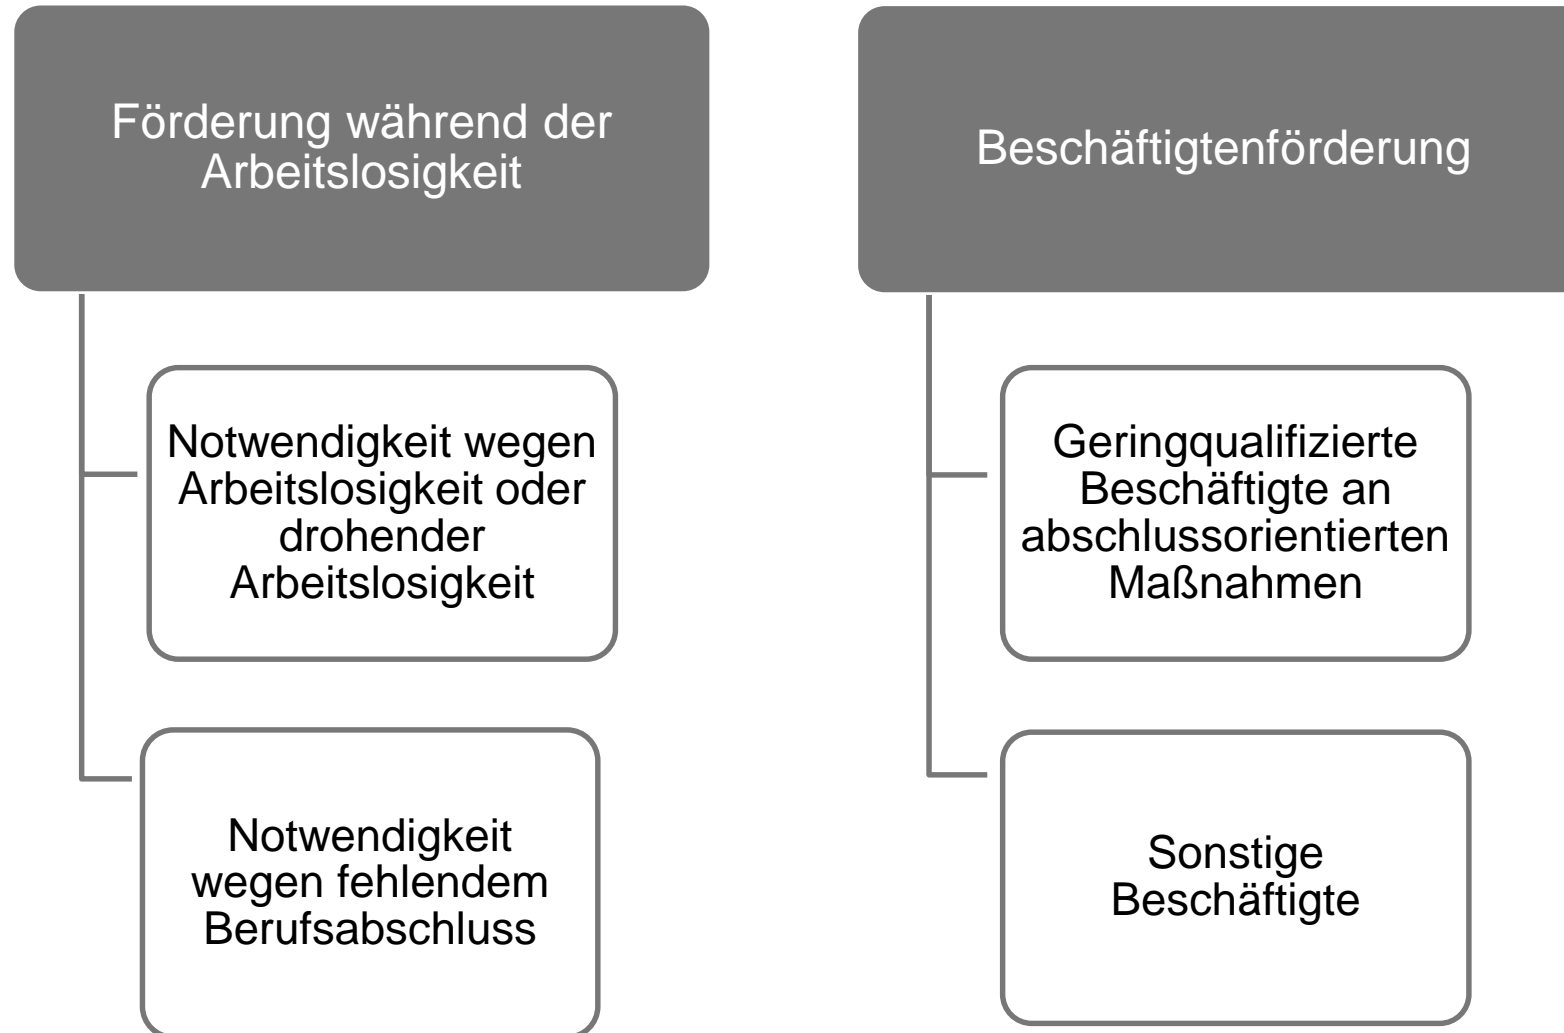 Förderung während der
Arbeitslosigkeit
Notwendigkeit wegen
Arbeitslosigkeit oder
drohender
Arbeitslosigkeit
Notwendigkeit
wegen fehlendem
Berufsabschluss
Beschäftigtenförderung
Geringqualifizierte
Beschäftigte an
abschlussorientierten
Maßnahmen
Sonstige
Beschäftigte